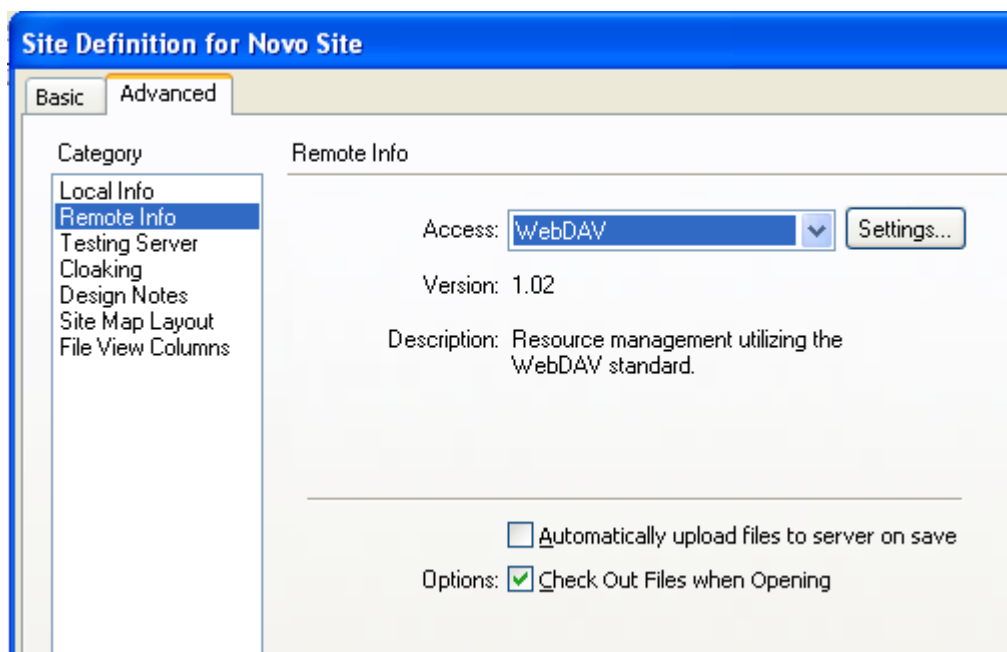 Site Definition for Novo Site
Basic
Advanced
Category
Local Info
Remote Info
Testing Server
Cloaking
Design Notes
Site Map Layout
File View Columns
Remote Info
Access: WebDAV Settings...
Version: 1.02
Description: Resource management utilizing the
WebDAV standard.
Automatically upload files to server on save
Options: Check Out Files when Opening